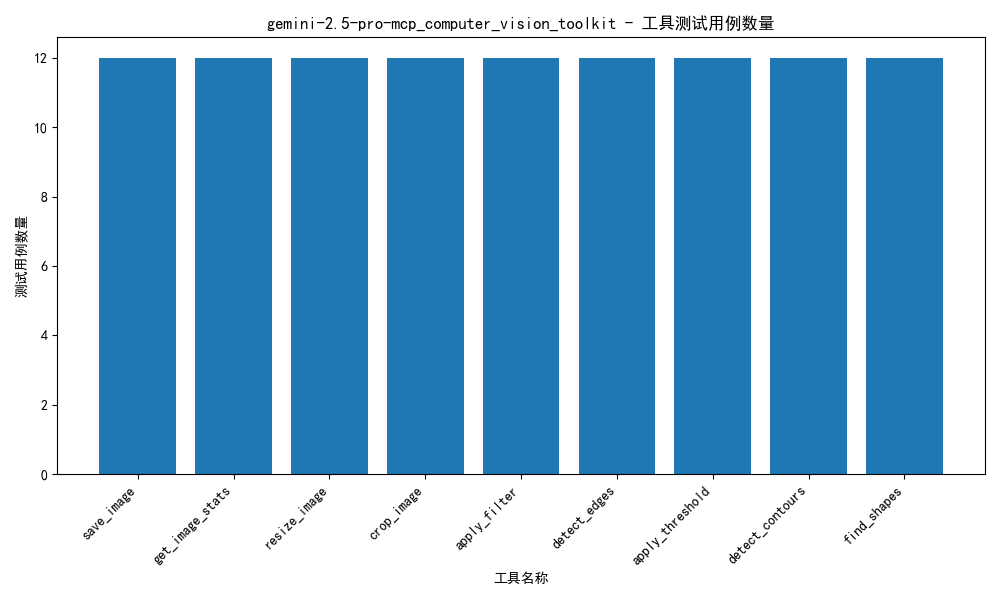 gemini-2.5-pro-mcp_computer_vision_toolkit - 工具测试用例数量
测试用例数量
12
10
8
6
4
2
0
save_image
get_image_stats
resize_image
crop_image
apply_filter
detect_edges
apply_threshold
detect_contours
find_shapes
工具名称